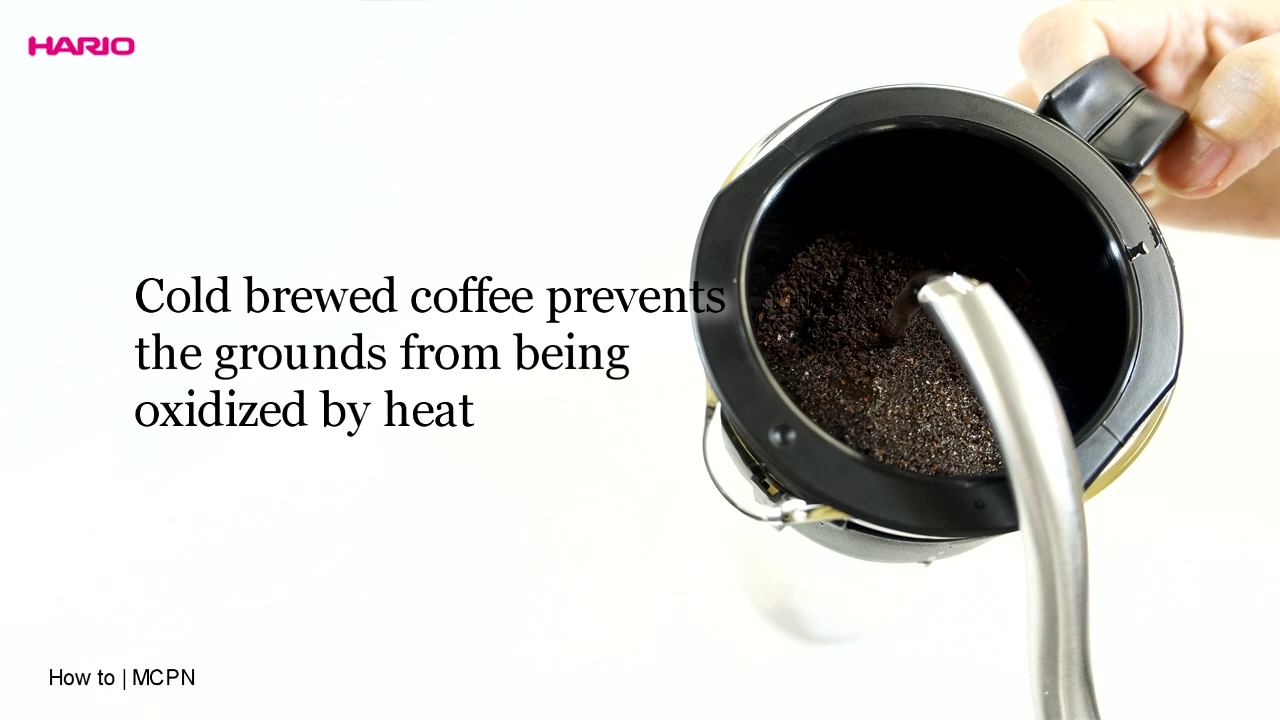 HARIO
Cold brewed coffee prevents
the grounds from being
oxidized by heat
How to | MCPN